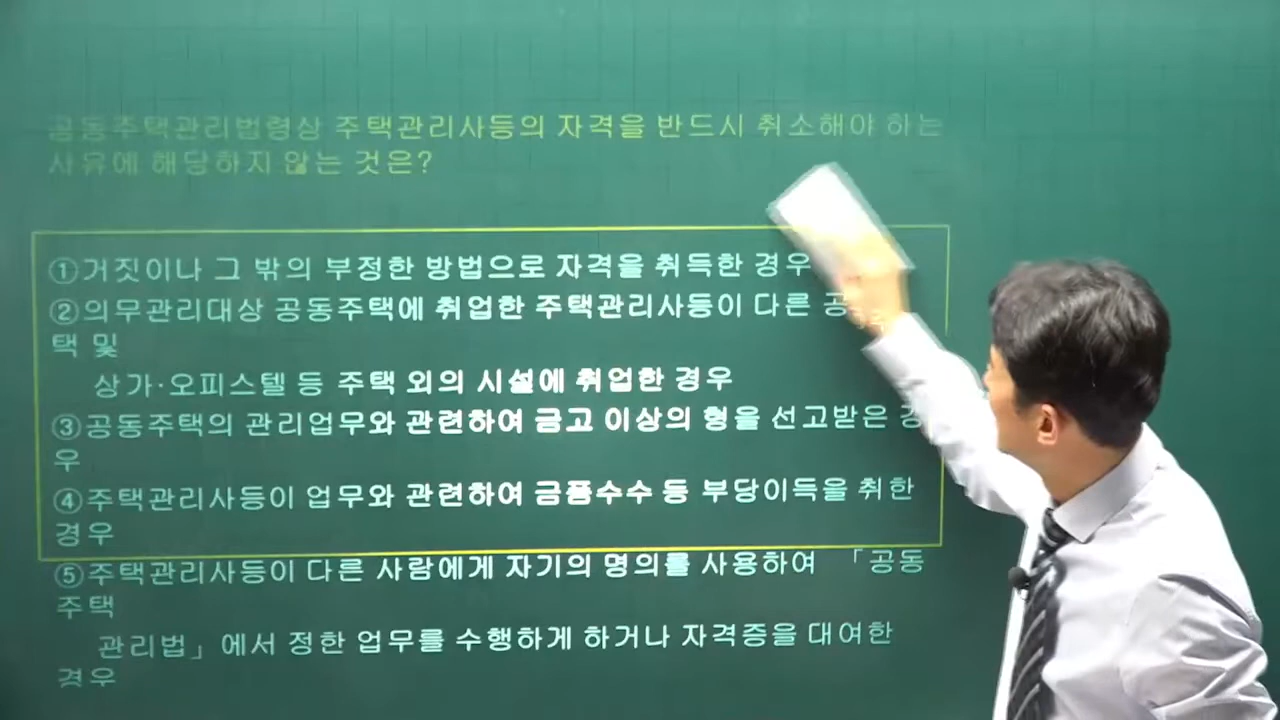 공동주택관리법령상 주택관리사등의 자격을 반드시 취소해야 하는
사유에 해당하지 않는 것은?
①거짓이나 그 밖의 부정한 방법으로 자격을 취득한 경우
②의무관리대상 공동주택에 취업한 주택관리사등이 다른 공
택 및
상가·오피스텔 등 주택 외의 시설에 취업한 경우
③공동주택의 관리업무와 관련하여 금고 이상의 형을 선고받은 경
우
④주택관리사등이 업무와 관련하여 금품수수 등 부당이득을 취한
경우
⑤주택관리사등이 다른 사람에게 자기의 명의를 사용하여 「공동
주택
관리법」에서 정한 업무를 수행하게 하거나 자격증을 대여한
경우